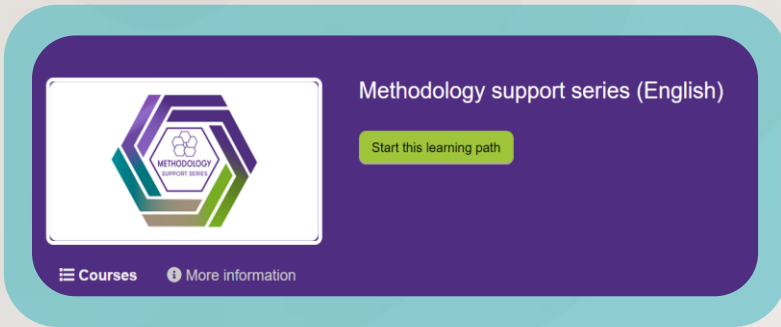 Methodology support series (English)
METHODOLOGY
SUPPORT SERIES
Start this learning path
Courses
More information